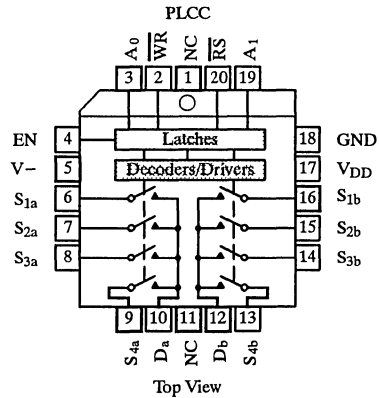 PLCC
A0 W̅R̅ NC R̅S̅ A1
3 2 1 20 19
EN 4 Latches 18 GND
V− 5 Decoders/Drivers 17 VDD
S1a 6 16 S1b
S2a 7 15 S2b
S3a 8 14 S3b
9 10 11 12 13
S4a Da NC Db S4b
Top View